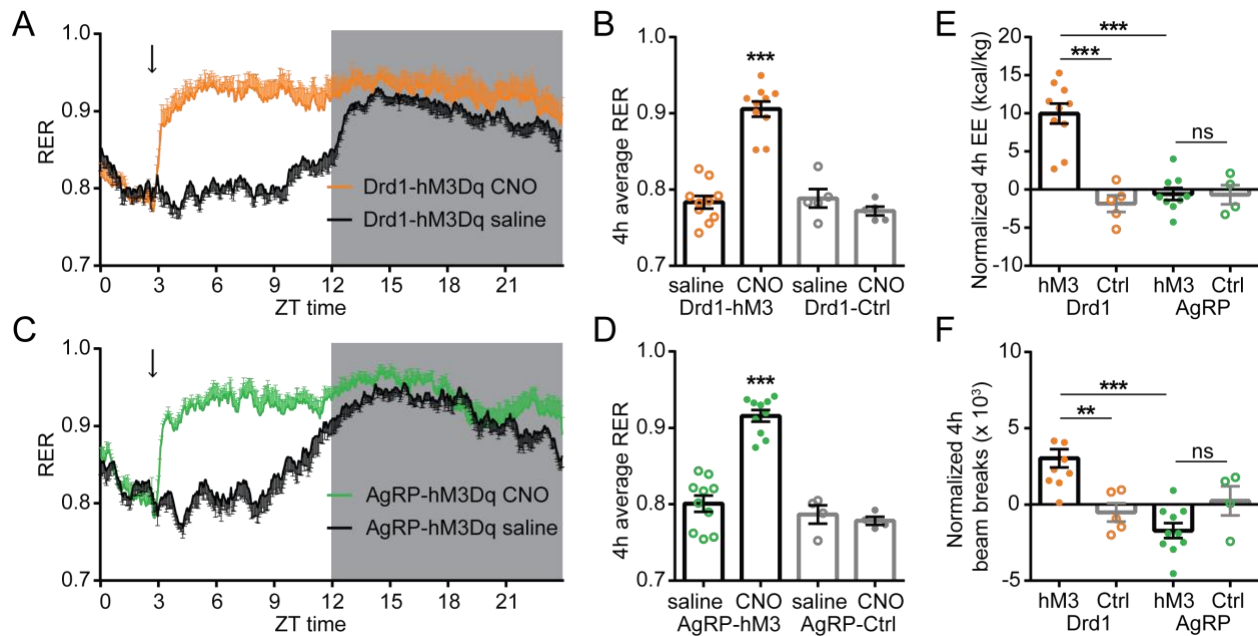 A
1.0
0.9
0.8
0.7
RER
↓
Drd1-hM3Dq CNO
Drd1-hM3Dq saline
0 3 6 9 12 15 18 21
ZT time
B
1.0
0.9
0.8
0.7
4h average RER
***
saline CNO saline CNO
Drd1-hM3 Drd1-Ctrl
E
15
10
5
0
-5
-10
20
Normalized 4h EE (kcal/kg)
***
***
ns
hM3 Ctrl hM3 Ctrl
Drd1 AgRP
C
1.0
0.9
0.8
0.7
RER
↓
AgRP-hM3Dq CNO
AgRP-hM3Dq saline
0 3 6 9 12 15 18 21
ZT time
D
1.0
0.9
0.8
0.7
4h average RER
***
saline CNO saline CNO
AgRP-hM3 AgRP-Ctrl
F
10
5
0
-5
Normalized 4h
beam breaks (x 10³)
***
**
ns
hM3 Ctrl hM3 Ctrl
Drd1 AgRP